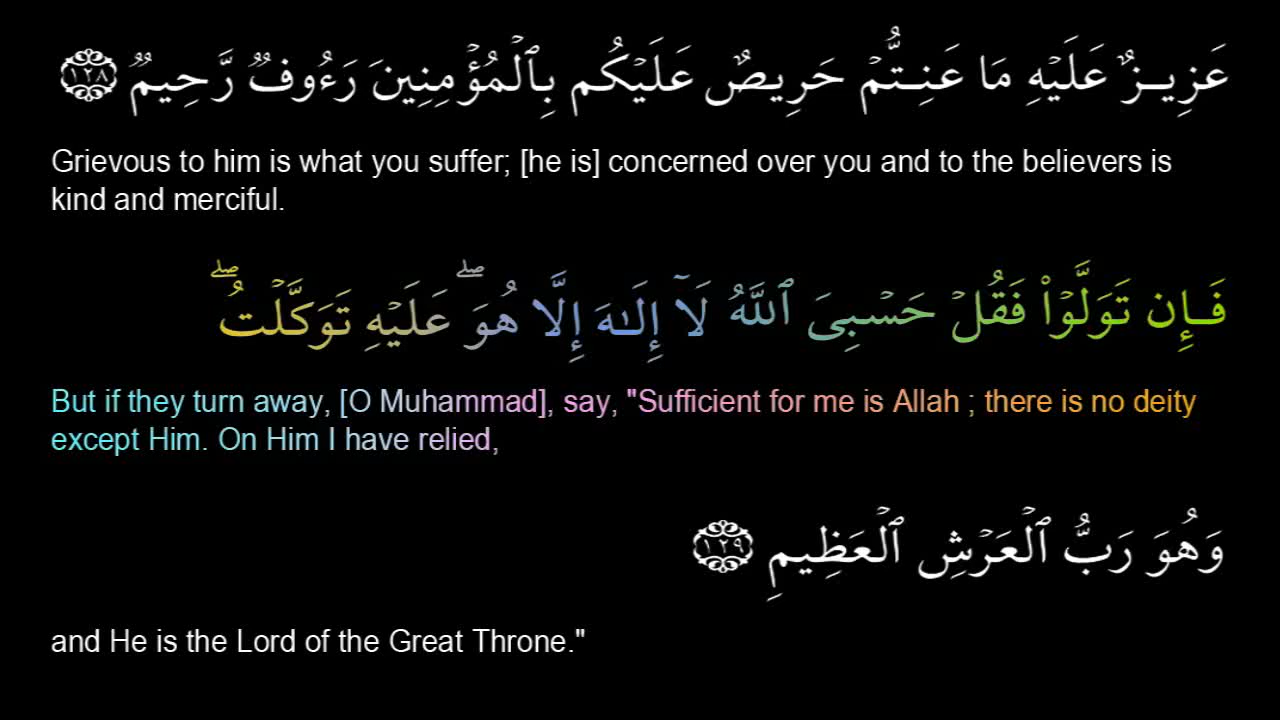 عَزِيزٌ عَلَيْهِ مَا عَنِتُّمْ حَرِيصٌ عَلَيْكُم بِٱلْمُؤْمِنِينَ رَءُوفٌ رَّحِيمٌ ١٢٨
Grievous to him is what you suffer; [he is] concerned over you and to the believers is
kind and merciful.
فَإِن تَوَلَّوْا۟ فَقُلْ حَسْبِىَ ٱللَّهُ لَآ إِلَـٰهَ إِلَّا هُوَ ۖ عَلَيْهِ تَوَكَّلْتُ ۖ
But if they turn away, [O Muhammad], say, "Sufficient for me is Allah ; there is no deity
except Him. On Him I have relied,
وَهُوَ رَبُّ ٱلْعَرْشِ ٱلْعَظِيمِ ١٢٩
and He is the Lord of the Great Throne."